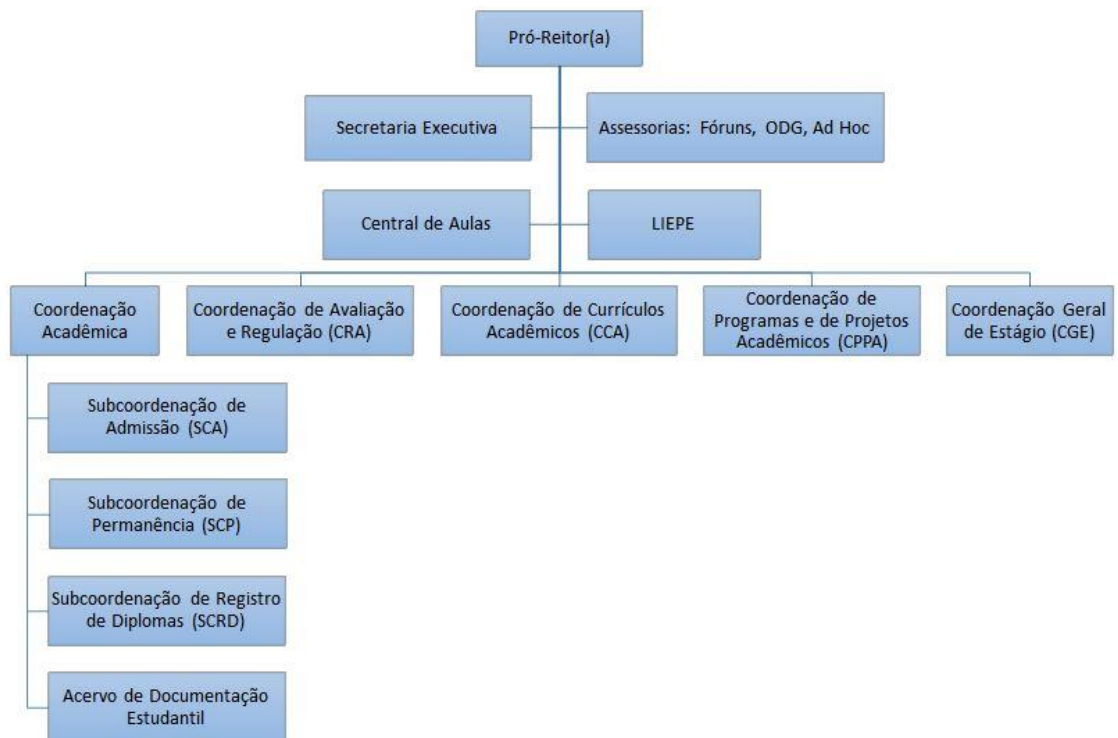 Pró-Reitor(a)
Secretaria Executiva
Assessorias: Fóruns, ODG, Ad Hoc
Central de Aulas
LIEPE
Coordenação
Acadêmica
Coordenação de Avaliação
e Regulação (CRA)
Coordenação de Currículos
Acadêmicos (CCA)
Coordenação de
Programas e de Projetos
Acadêmicos (CPPA)
Coordenação Geral
de Estágio (CGE)
Subcoordenação de
Admissão (SCA)
Subcoordenação de
Permanência (SCP)
Subcoordenação de Registro
de Diplomas (SCRD)
Acervo de Documentação
Estudantil